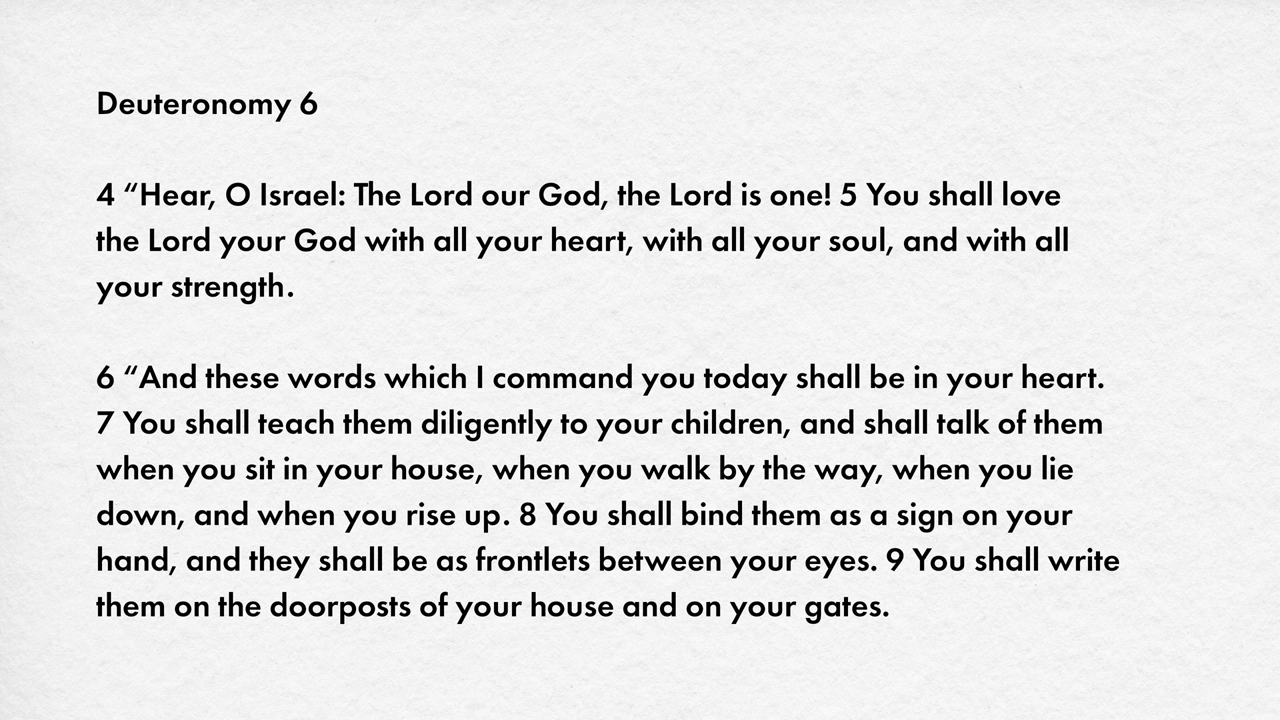 Deuteronomy 6
4 “Hear, O Israel: The Lord our God, the Lord is one! 5 You shall love
the Lord your God with all your heart, with all your soul, and with all
your strength.
6 “And these words which I command you today shall be in your heart.
7 You shall teach them diligently to your children, and shall talk of them
when you sit in your house, when you walk by the way, when you lie
down, and when you rise up. 8 You shall bind them as a sign on your
hand, and they shall be as frontlets between your eyes. 9 You shall write
them on the doorposts of your house and on your gates.